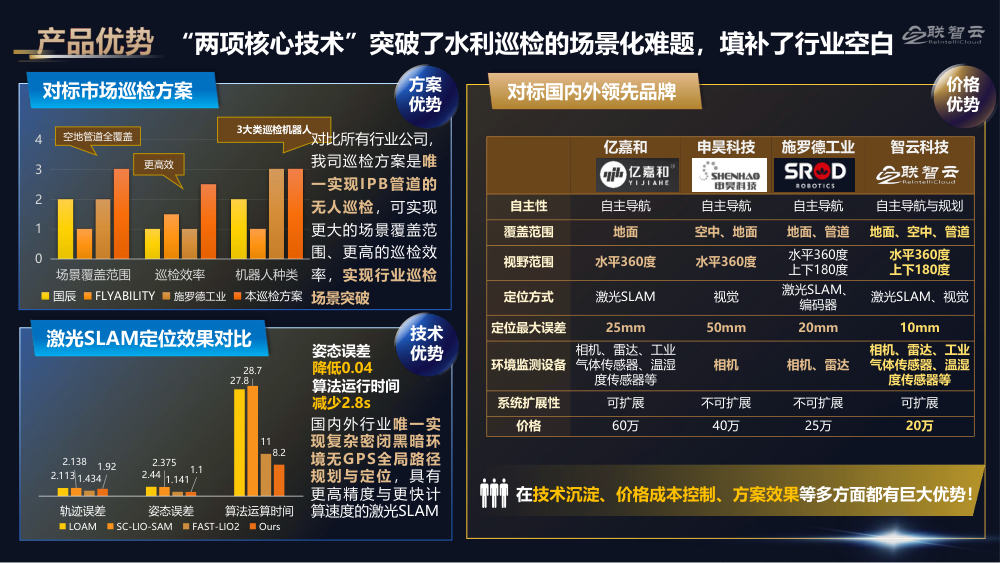 产品优势
“两项核心技术”突破了水利巡检的场景化难题，填补了行业空白
联智云
ReintelliCloud
对标市场巡检方案
方案
优势
4
3
2
1
0
空地管道全覆盖
更高效
3大类巡检机器人
场景覆盖范围
巡检效率
机器人种类
国辰
FLYABILITY
施罗德工业
本巡检方案
对比所有行业公司，
我司巡检方案是唯
一实现IPB管道的
无人巡检，可实现
更大的场景覆盖范
围、更高的巡检效
率，实现行业巡检
场景突破
激光SLAM定位效果对比
技术
优势
2.113
2.138
1.434
1.92
2.44
2.375
1.141
1.1
27.8
28.7
11
8.2
轨迹误差
姿态误差
算法运算时间
LOAM
SC-LIO-SAM
FAST-LIO2
Ours
姿态误差
降低0.04
算法运行时间
减少2.8s
国内外行业唯一实
现复杂密闭黑暗环
境无GPS全局路径
规划与定位，具有
更高精度与更快计
算速度的激光SLAM
对标国内外领先品牌
价格
优势
亿嘉和 申昊科技 施罗德工业 智云科技
亿嘉和
YIJIAHE
SHENHAO
申昊科技
SROD
ROBOTICS
联智云
ReintelliCloud
自主性 自主导航 自主导航 自主导航 自主导航与规划
覆盖范围 地面 空中、地面 地面、管道 地面、空中、管道
视野范围 水平360度 水平360度 水平360度 水平360度
上下180度 上下180度
定位方式 激光SLAM 视觉 激光SLAM、 激光SLAM、视觉
编码器
定位最大误差 25mm 50mm 20mm 10mm
相机、雷达、工业 相机、雷达、工业
环境监测设备 气体传感器、温湿 相机 相机、雷达 气体传感器、温湿
度传感器等 度传感器等
系统扩展性 可扩展 不可扩展 不可扩展 可扩展
价格 60万 40万 25万 20万
在技术沉淀、价格成本控制、方案效果等多方面都有巨大优势！